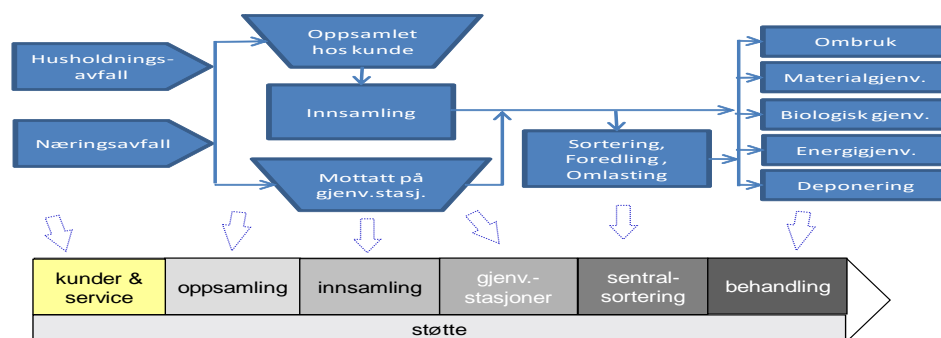 Husholdnings-
avfall
Næringsavfall
Oppsamlet
hos kunde
Innsamling
Mottatt på
gjenv.stasj.
Sortering,
Foredling ,
Omlasting
Ombruk
Materialgjenv.
Biologisk gjenv.
Energigjenv.
Deponering
kunder &
service
oppsamling
innsamling
gjenv.-
stasjoner
sentral-
sortering
behandling
støtte